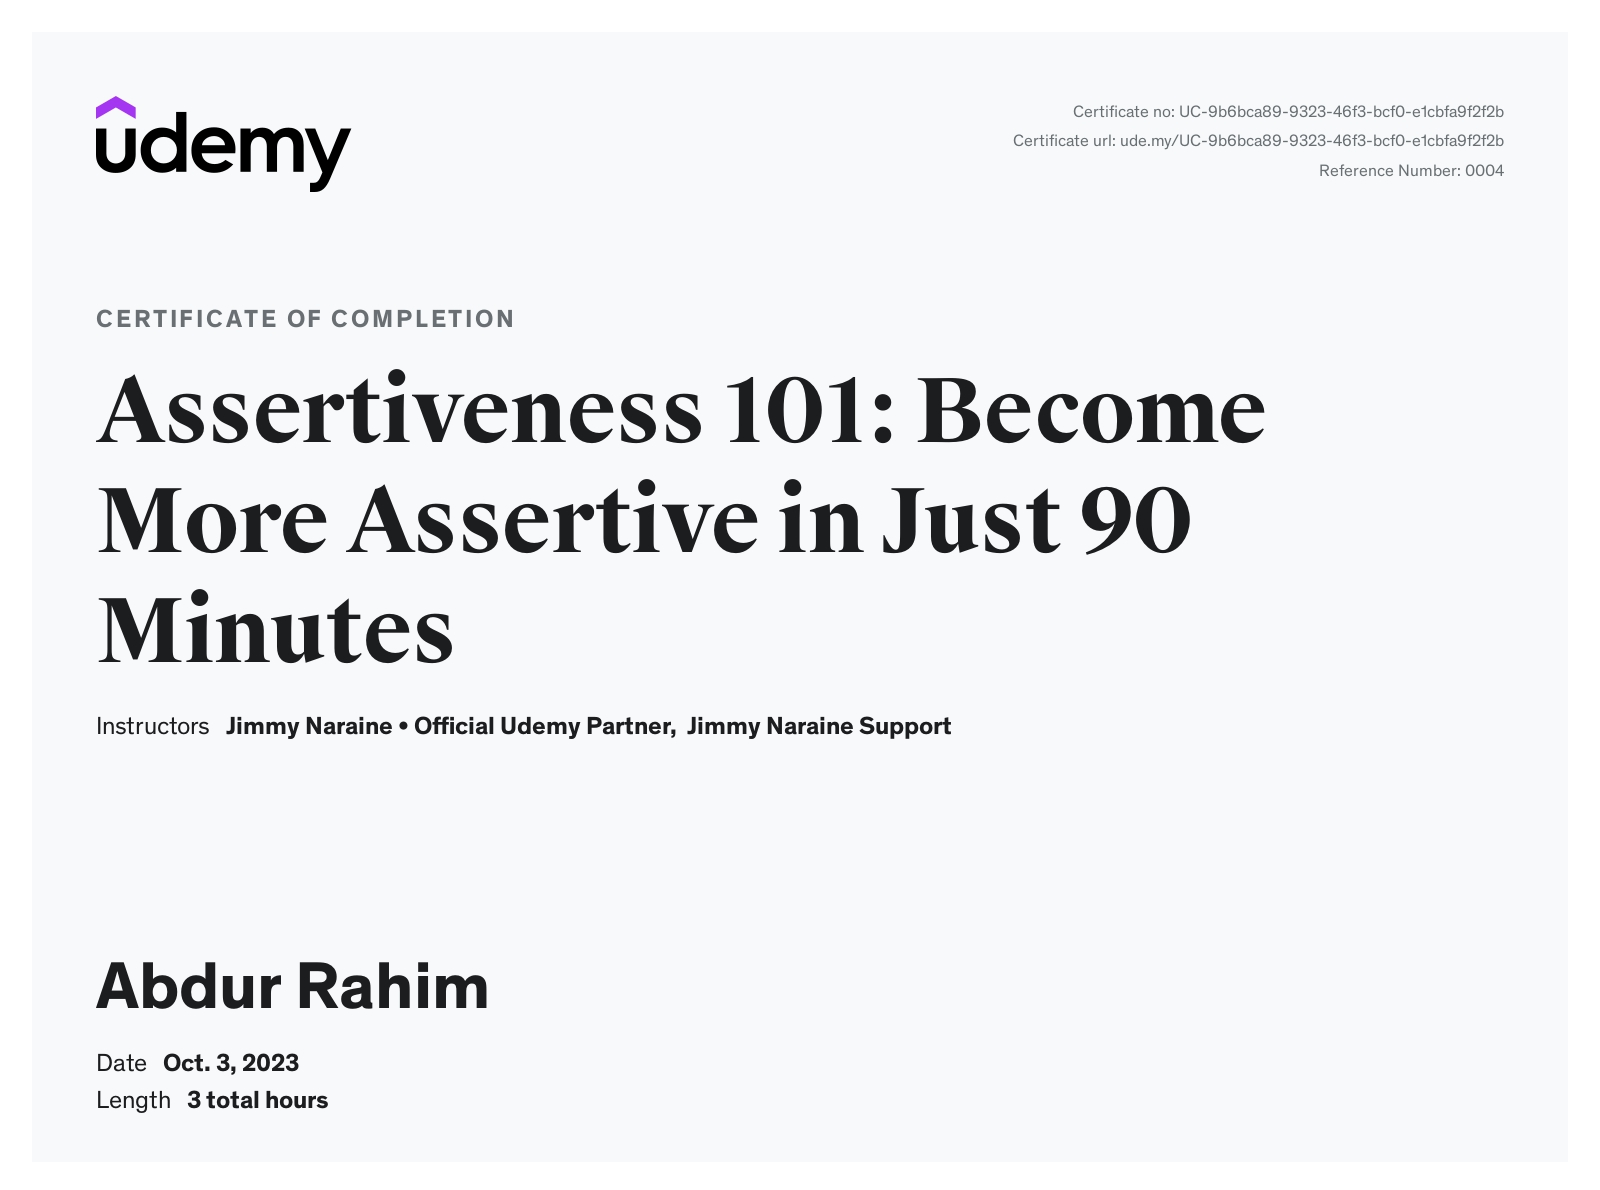 udemy
Certificate no: UC-9b6bca89-9323-46f3-bcf0-e1cbfa9f2f2b
Certificate url: ude.my/UC-9b6bca89-9323-46f3-bcf0-e1cbfa9f2f2b
Reference Number: 0004
CERTIFICATE OF COMPLETION
Assertiveness 101: Become
More Assertive in Just 90
Minutes
Instructors Jimmy Naraine • Official Udemy Partner, Jimmy Naraine Support
Abdur Rahim
Date Oct. 3, 2023
Length 3 total hours